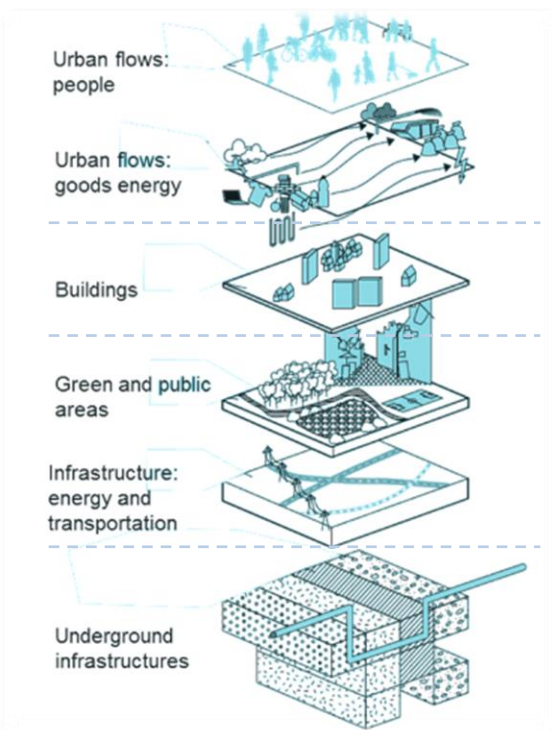 Urban flows:
people
Urban flows:
goods energy
Buildings
Green and public
areas
Infrastructure:
energy and
transportation
Underground
infrastructures